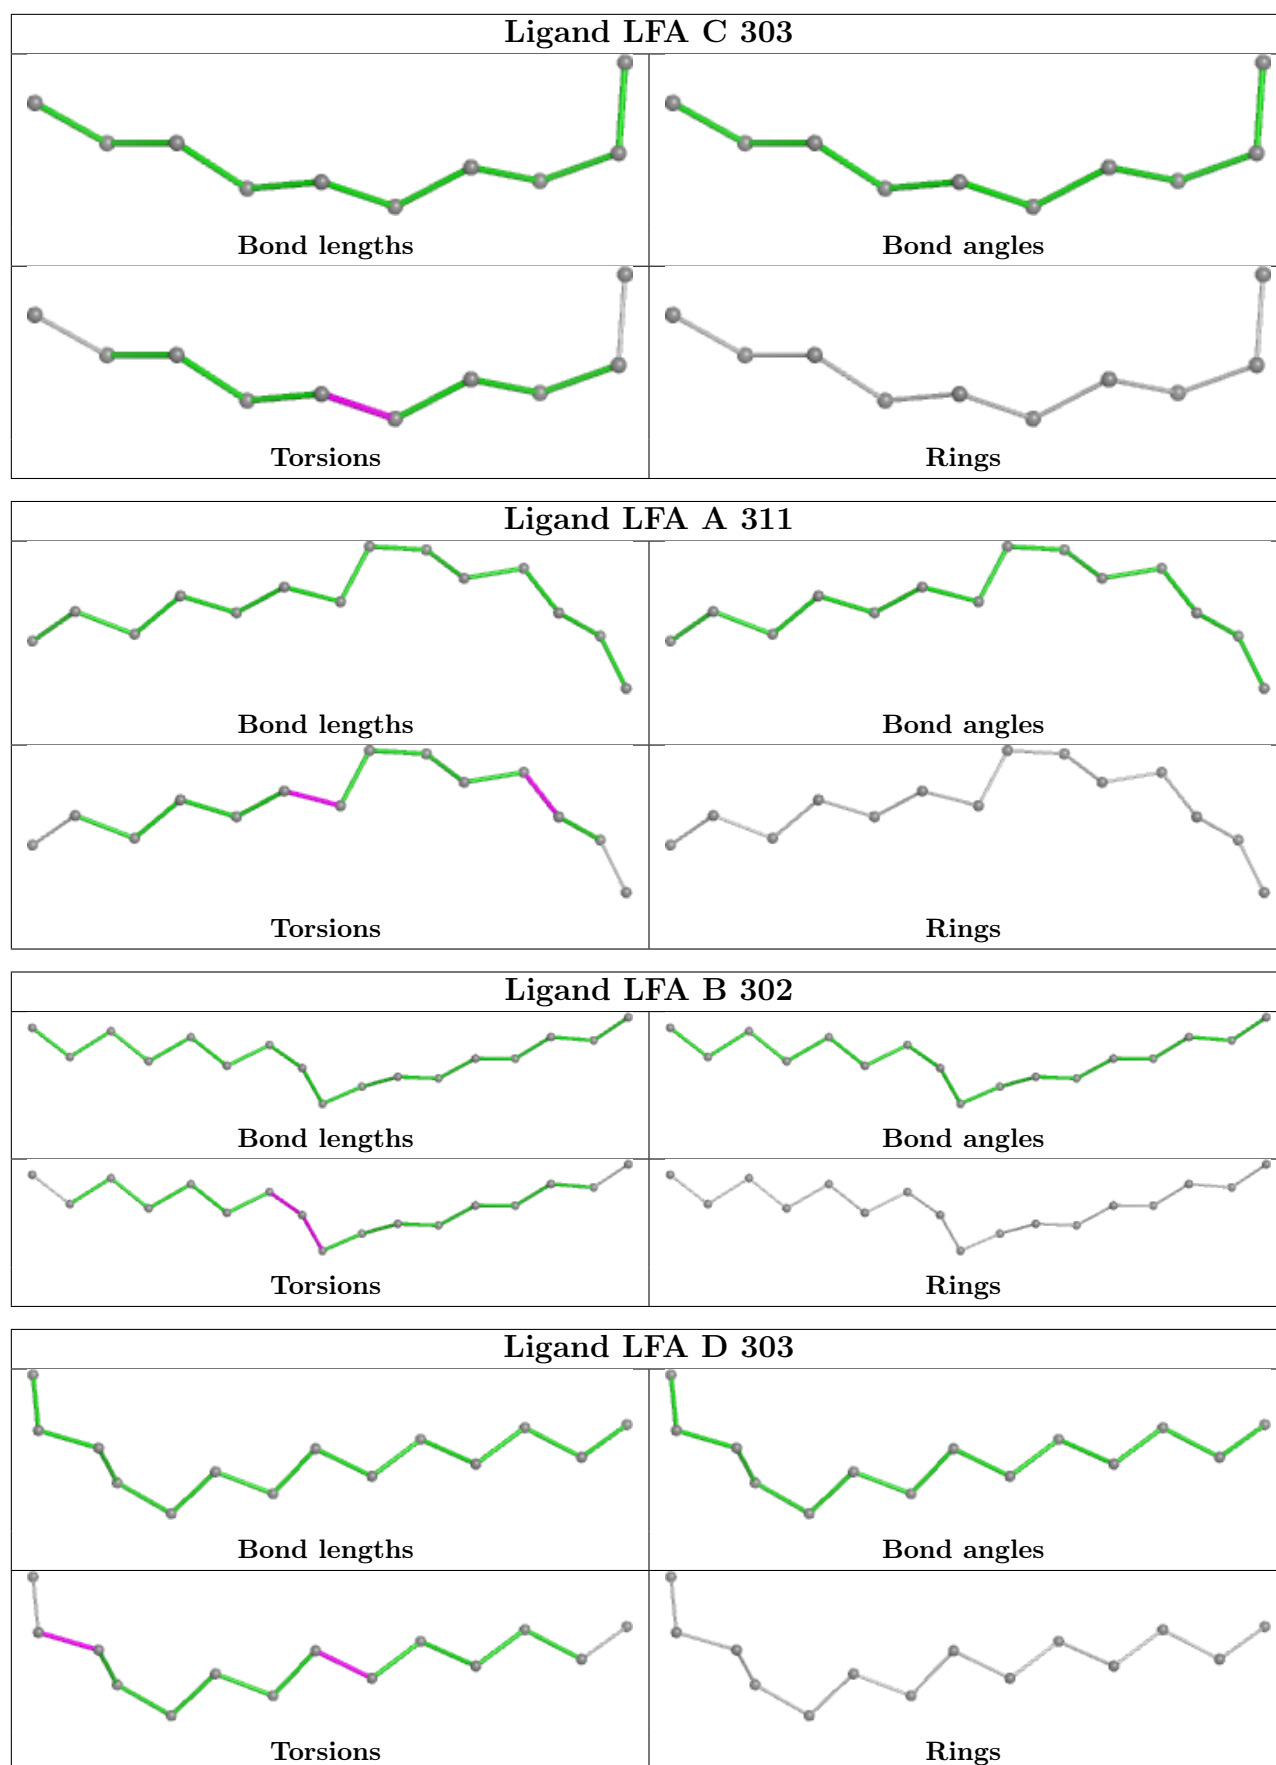 Ligand LFA C 303
Bond lengths
Bond angles
Torsions
Rings
Ligand LFA A 311
Bond lengths
Bond angles
Torsions
Rings
Ligand LFA B 302
Bond lengths
Bond angles
Torsions
Rings
Ligand LFA D 303
Bond lengths
Bond angles
Torsions
Rings